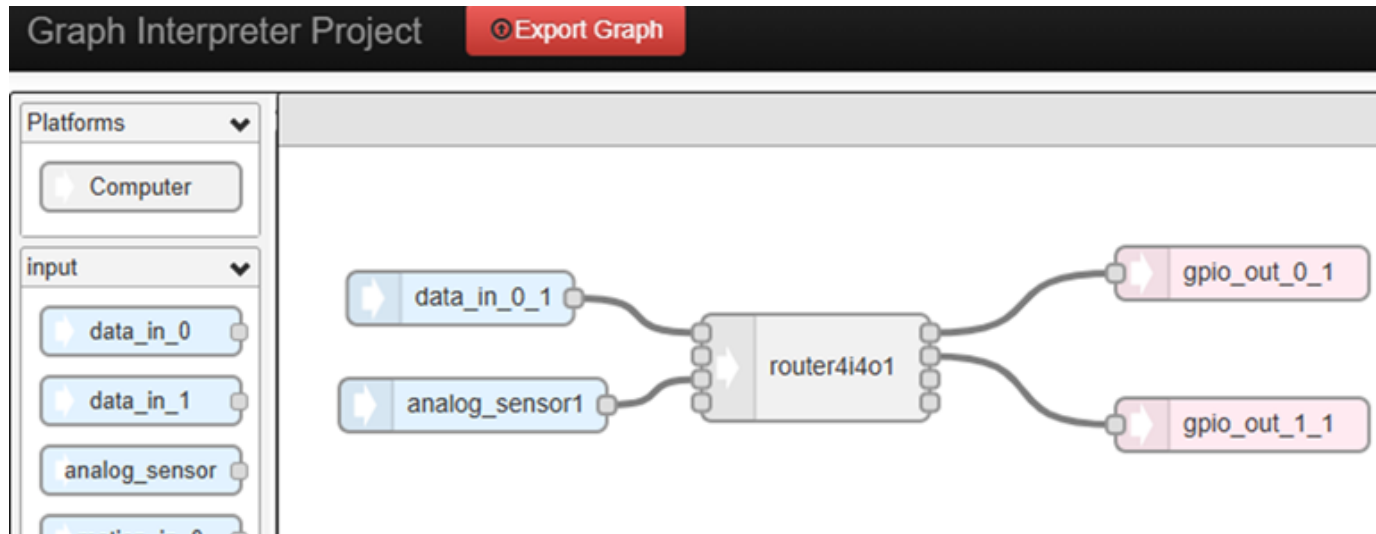 Graph Interpreter Project
Export Graph
Platforms
Computer
input
data_in_0
data_in_1
analog_sensor
data_in_0_1
analog_sensor1
router4i4o1
gpio_out_0_1
gpio_out_1_1